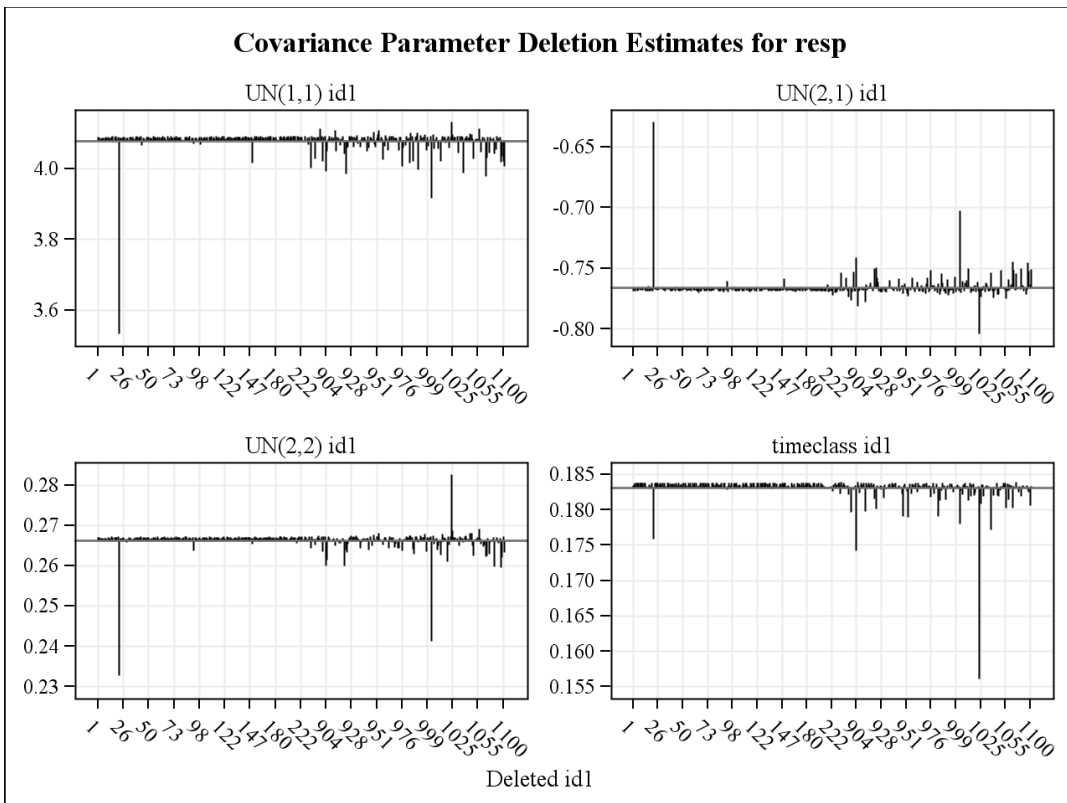 Covariance Parameter Deletion Estimates for resp
UN(1,1) id1
4.0
3.8
3.6
1 26 50 73 98 122 147 180 222 904 928 951 976 999 1025 1055 1100
UN(2,1) id1
-0.65
-0.70
-0.75
-0.80
1 26 50 73 98 122 147 180 222 904 928 951 976 999 1025 1055 1100
UN(2,2) id1
0.28
0.27
0.26
0.25
0.24
0.23
1 26 50 73 98 122 147 180 222 904 928 951 976 999 1025 1055 1100
timeclass id1
0.185
0.180
0.175
0.170
0.165
0.160
0.155
1 26 50 73 98 122 147 180 222 904 928 951 976 999 1025 1055 1100
Deleted id1